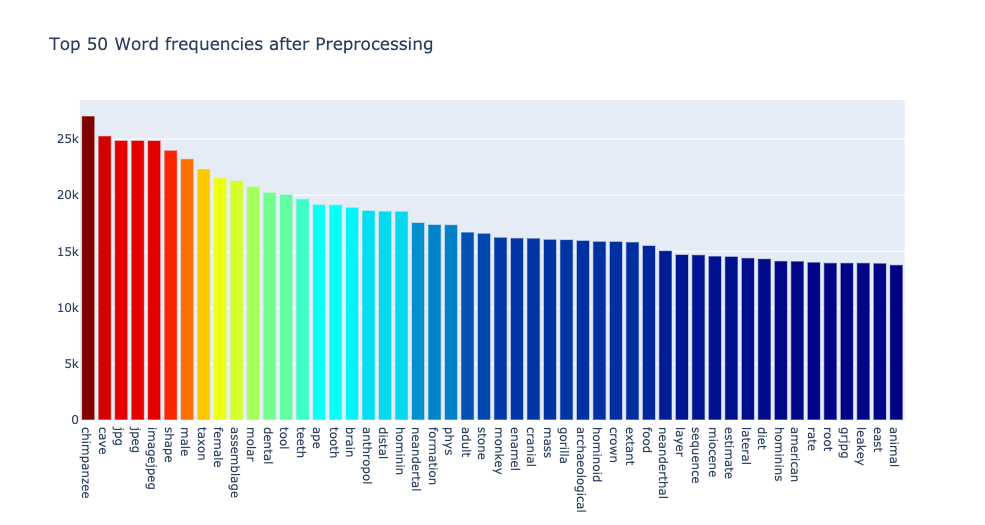 Top 50 Word frequencies after Preprocessing
25k
20k
15k
10k
5k
0
chimpanzee
cave
jpg
jpeg
imagejpeg
shape
male
taxon
female
assemblage
molar
dental
tool
teeth
ape
tooth
brain
anthropol
distal
hominin
neandertal
formation
phys
adult
stone
monkey
enamel
cranial
mass
gorilla
archaeological
hominoid
crown
extant
food
neanderthal
layer
sequence
miocene
estimate
lateral
diet
hominins
american
rate
root
grjpg
leakey
east
animal